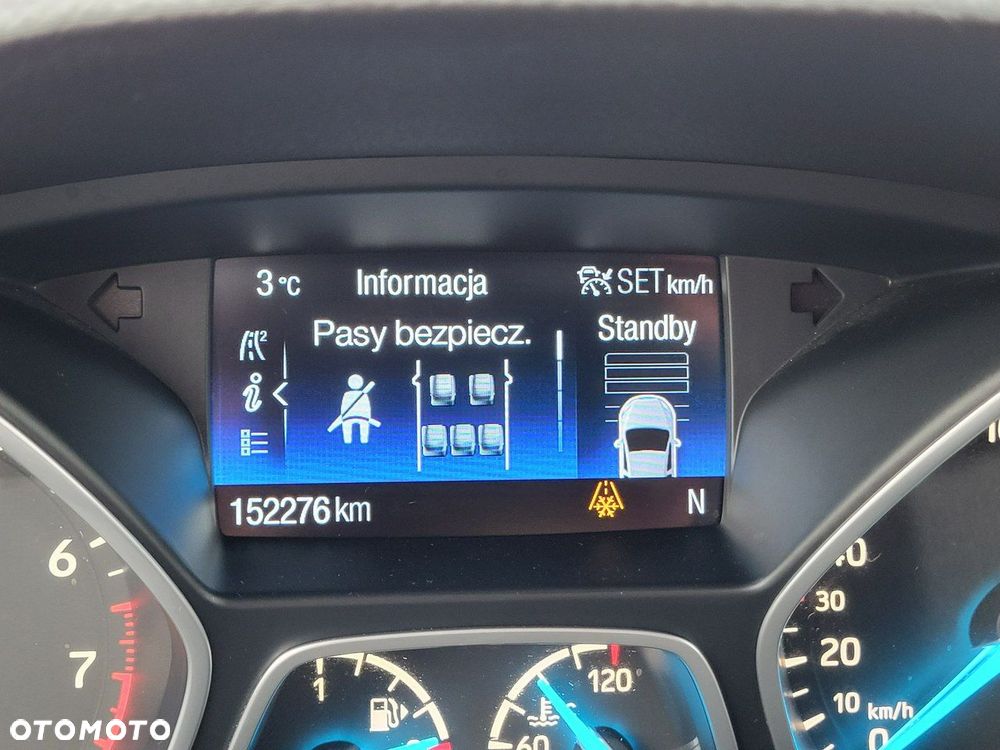 3 °C Informacja SET km/h
Pasy bezpiecz. Standby
2
i
152276 km N
6
7
1
120
60
40
30
20
10 km/h
0
OTOMOTO